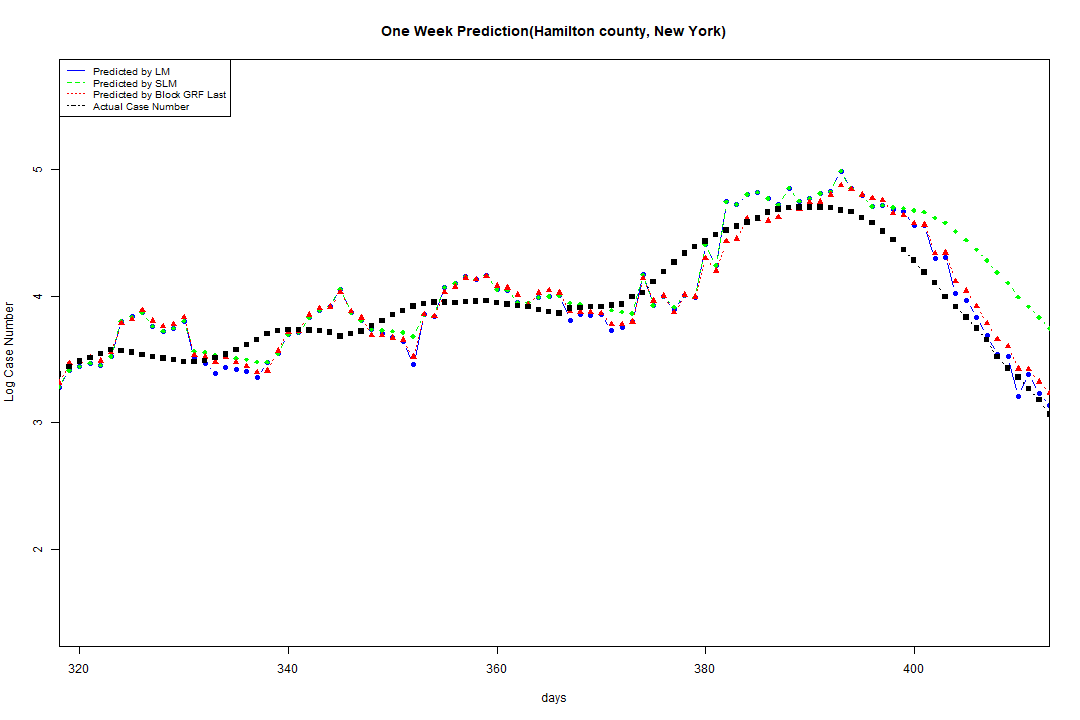 One Week Prediction(Hamilton county, New York)
Predicted by LM
Predicted by SLM
Predicted by Block GRF Last
Actual Case Number
5
4
3
2
Log Case Number
320 340 360 380 400
days